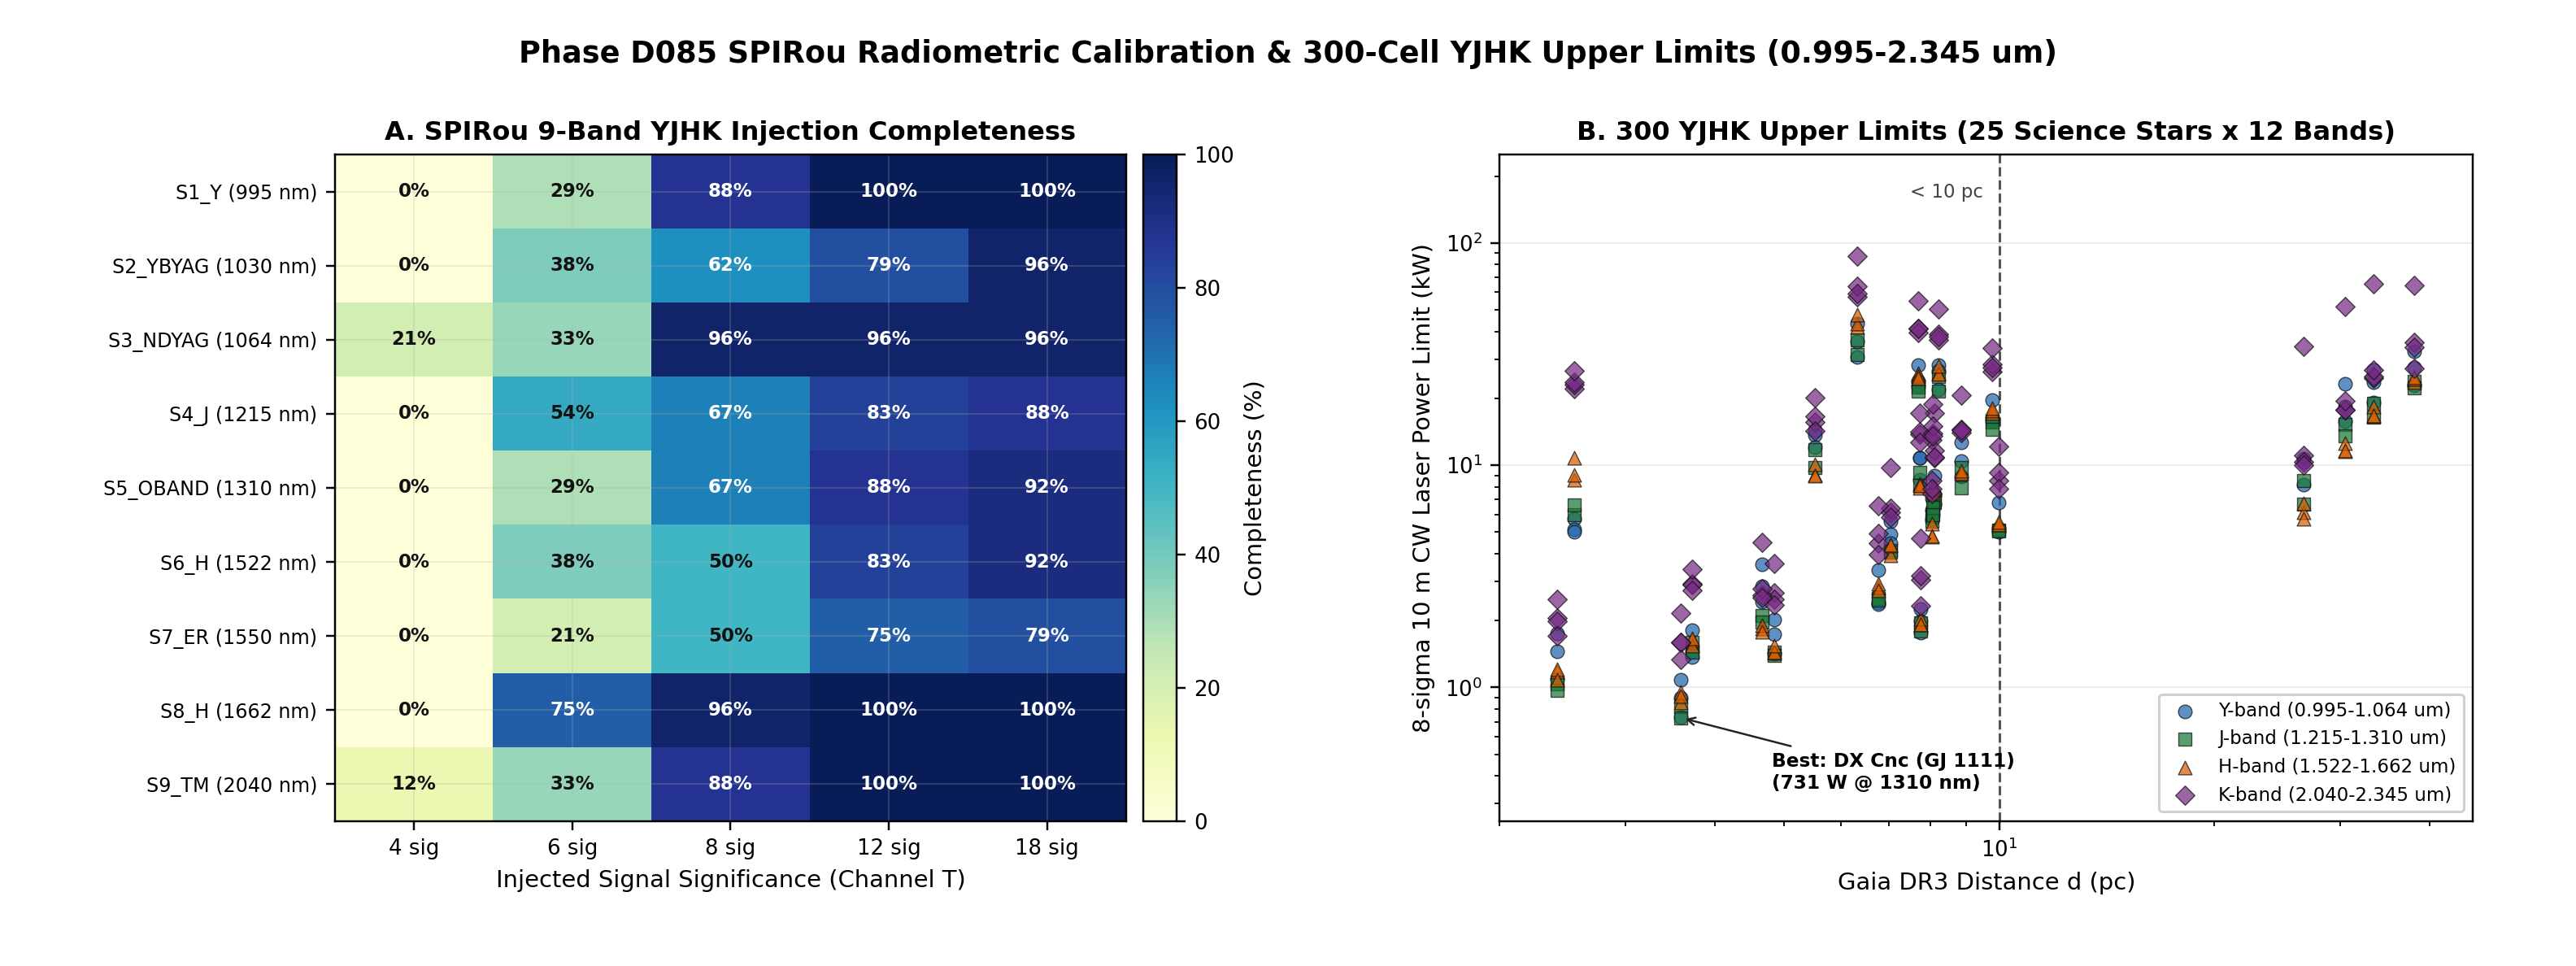 Phase D085 SPIRou Radiometric Calibration & 300-Cell YJHK Upper Limits (0.995-2.345 um)
A. SPIRou 9-Band YJHK Injection Completeness
S1_Y (995 nm) 0% 29% 88% 100% 100%
S2_YBYAG (1030 nm) 0% 38% 62% 79% 96%
S3_NDYAG (1064 nm) 21% 33% 96% 96% 96%
S4_J (1215 nm) 0% 54% 67% 83% 88%
S5_OBAND (1310 nm) 0% 29% 67% 88% 92%
S6_H (1522 nm) 0% 38% 50% 83% 92%
S7_ER (1550 nm) 0% 21% 50% 75% 79%
S8_H (1662 nm) 0% 75% 96% 100% 100%
S9_TM (2040 nm) 12% 33% 88% 100% 100%
4 sig 6 sig 8 sig 12 sig 18 sig
Injected Signal Significance (Channel T)
100
80
60
40
20
0
Completeness (%)
B. 300 YJHK Upper Limits (25 Science Stars x 12 Bands)
8-sigma 10 m CW Laser Power Limit (kW)
10²
10¹
10⁰
< 10 pc
Best: DX Cnc (GJ 1111)
(731 W @ 1310 nm)
Y-band (0.995-1.064 um)
J-band (1.215-1.310 um)
H-band (1.522-1.662 um)
K-band (2.040-2.345 um)
10¹
Gaia DR3 Distance d (pc)